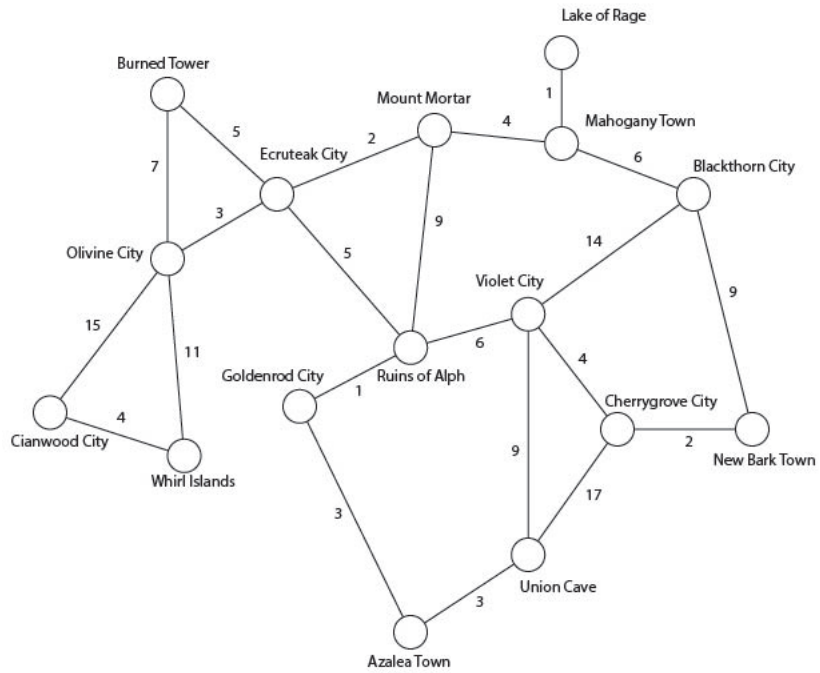 Lake of Rage
Burned Tower
Mount Mortar
1
4
Mahogany Town
5
2
Ecruteak City
6
Blackthorn City
7
3
9
14
Olivine City
5
Violet City
9
15
11
6
4
Goldenrod City
1
Ruins of Alph
Cherrygrove City
4
Cianwood City
2
9
New Bark Town
Whirl Islands
17
3
Union Cave
3
Azalea Town